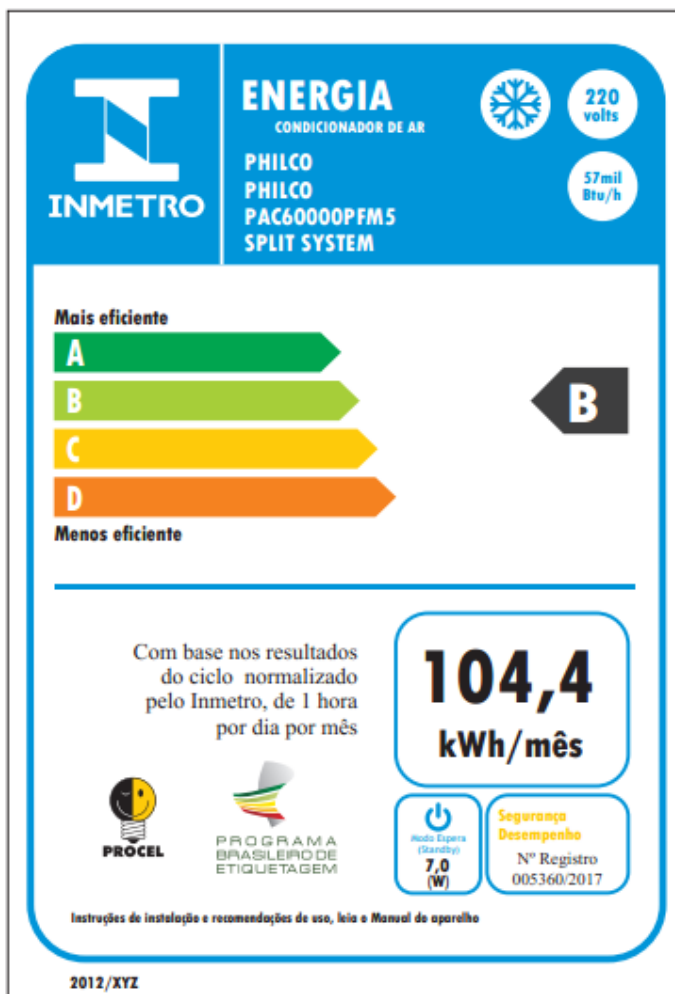 INMETRO
ENERGIA
CONDICIONADOR DE AR
220
volts
PHILCO
PHILCO
PAC60000PFM5
SPLIT SYSTEM
57mil
Btu/h
Mais eficiente
A
B
C
D
B
Menos eficiente
Com base nos resultados
do ciclo normalizado
pelo Inmetro, de 1 hora
por dia por mês
104,4
kWh/mês
PROCEL
PROGRAMA
BRASILEIRO DE
ETIQUETAGEM
Modo Espera
(Standby)
7,0
(W)
Segurança
Desempenho
Nº Registro
005360/2017
Instruções de instalação e recomendações de uso, leia o Manual do aparelho
2012/XYZ